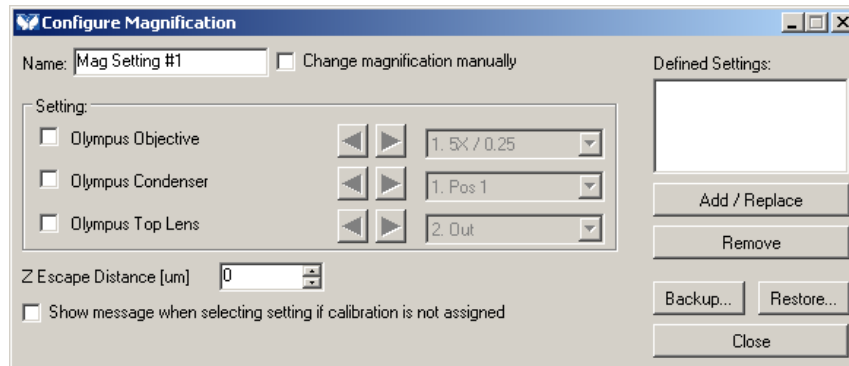 Configure Magnification
Name: Mag Setting #1 Change magnification manually
Defined Settings:
Setting:
Olympus Objective 1. 5X / 0.25
Olympus Condenser 1. Pos 1
Olympus Top Lens 2. Out
Add / Replace
Remove
Z Escape Distance [um] 0
Backup... Restore...
Show message when selecting setting if calibration is not assigned
Close